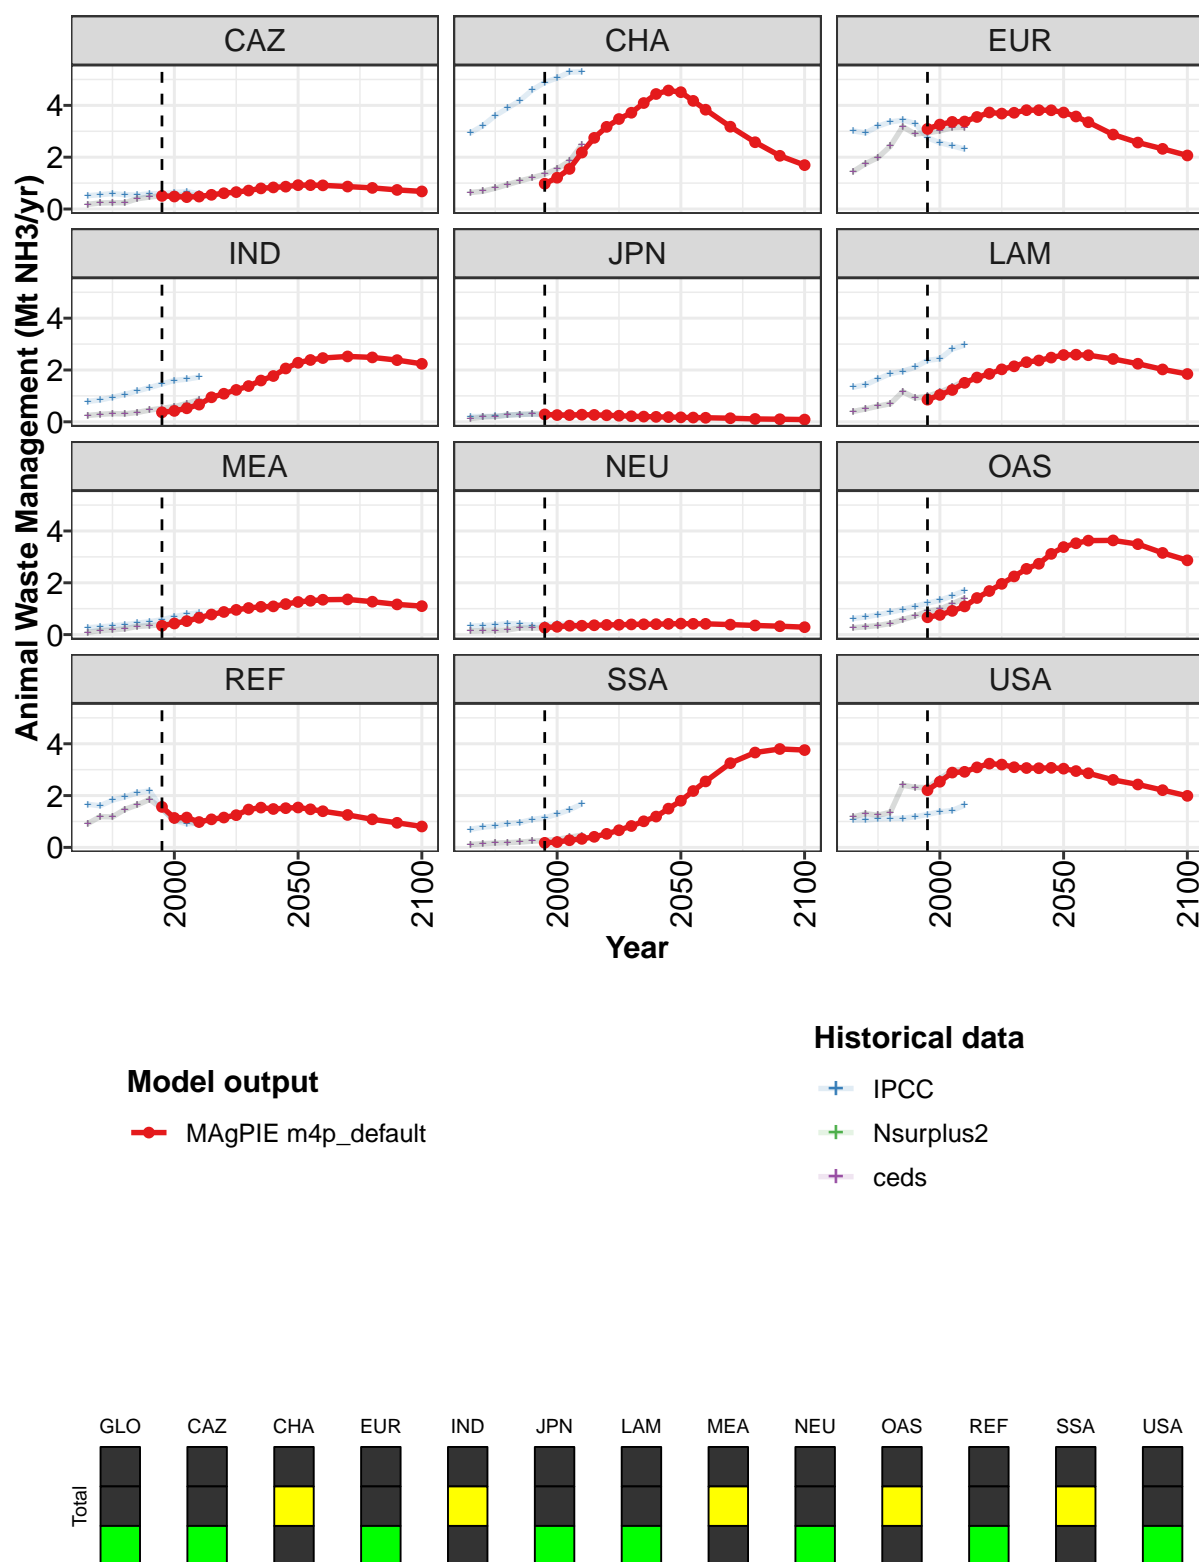 CAZ CHA EUR
4
2
0
IND JPN LAM
4
2
0
MEA NEU OAS
4
2
0
REF SSA USA
4
2
0
Animal Waste Management (Mt NH3/yr)
2000 2050 2100 2000 2050 2100 2000 2050 2100
Year
Historical data
Model output
IPCC
MAgPIE m4p_default
Nsurplus2
ceds
GLO CAZ CHA EUR IND JPN LAM MEA NEU OAS REF SSA USA
Total